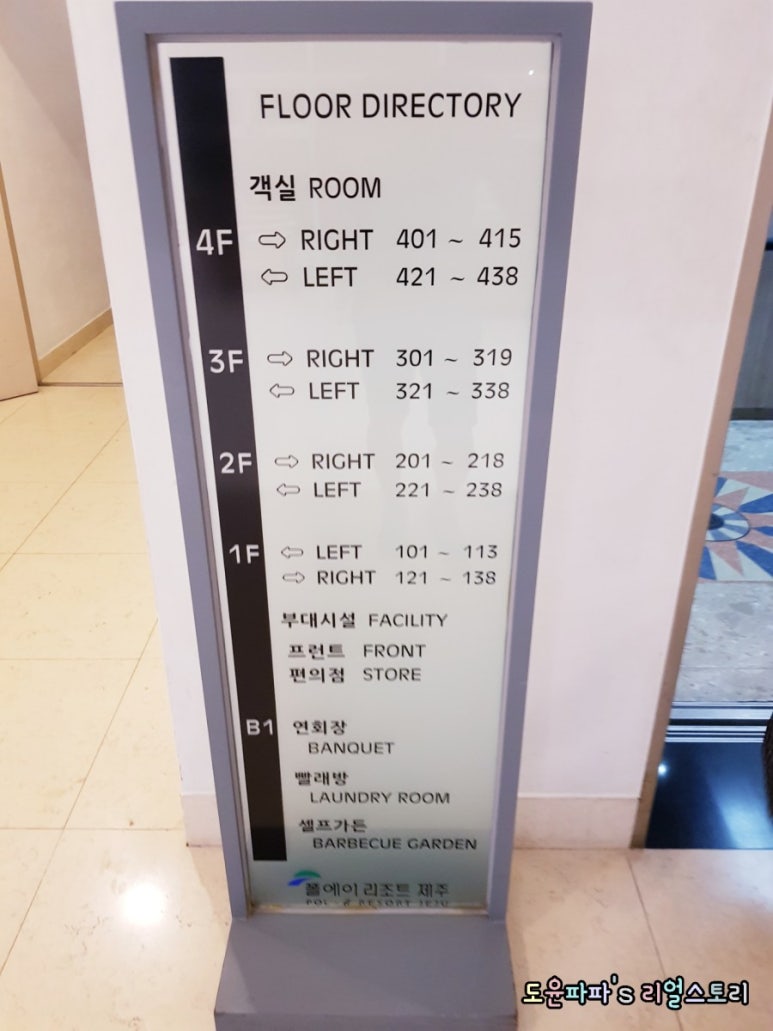 FLOOR DIRECTORY
객실 ROOM
4F ⇨ RIGHT 401 ~ 415
⇦ LEFT 421 ~ 438
3F ⇨ RIGHT 301 ~ 319
⇦ LEFT 321 ~ 338
2F ⇨ RIGHT 201 ~ 218
⇦ LEFT 221 ~ 238
1F ⇦ LEFT 101 ~ 113
⇨ RIGHT 121 ~ 138
부대시설 FACILITY
프런트 FRONT
편의점 STORE
B1 연회장
BANQUET
빨래방
LAUNDRY ROOM
셀프가든
BARBECUE GARDEN
폴에이 리조트 제주
POL·A RESORT JEJU
도윤파파's 리얼스토리